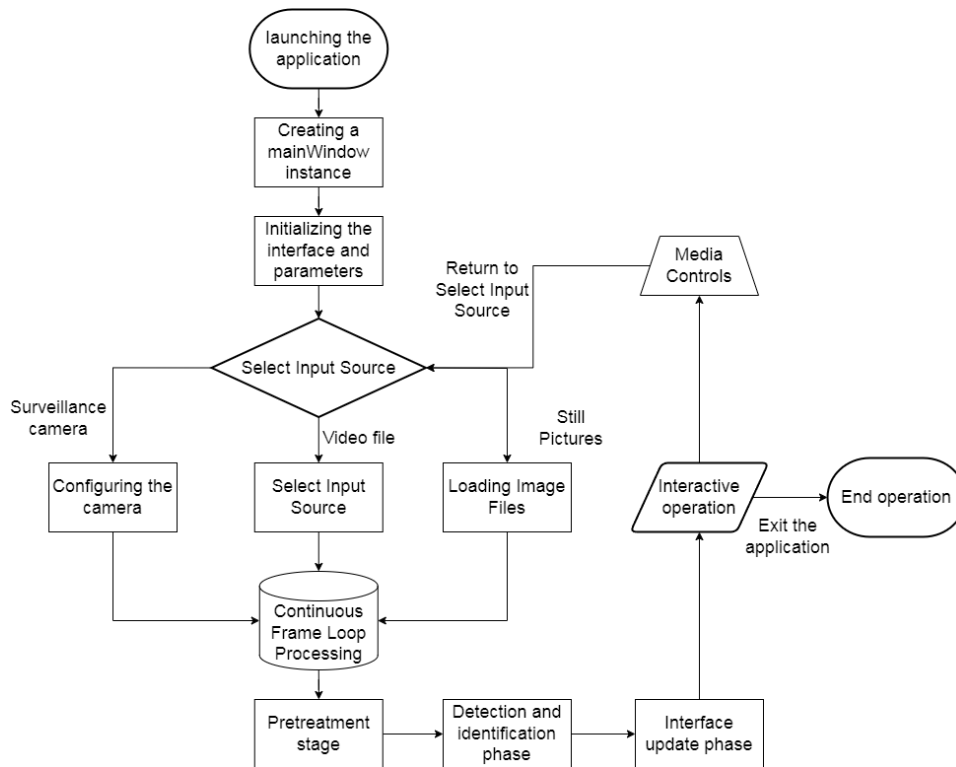 launching the
application
Creating a
mainWindow
instance
Initializing the
interface and
parameters
Return to
Select Input
Source
Media
Controls
Select Input Source
Surveillance
camera
Video file
Still
Pictures
Configuring the
camera
Select Input
Source
Loading Image
Files
Interactive
operation
End operation
Exit the
application
Continuous
Frame Loop
Processing
Pretreatment
stage
Detection and
identification
phase
Interface
update phase